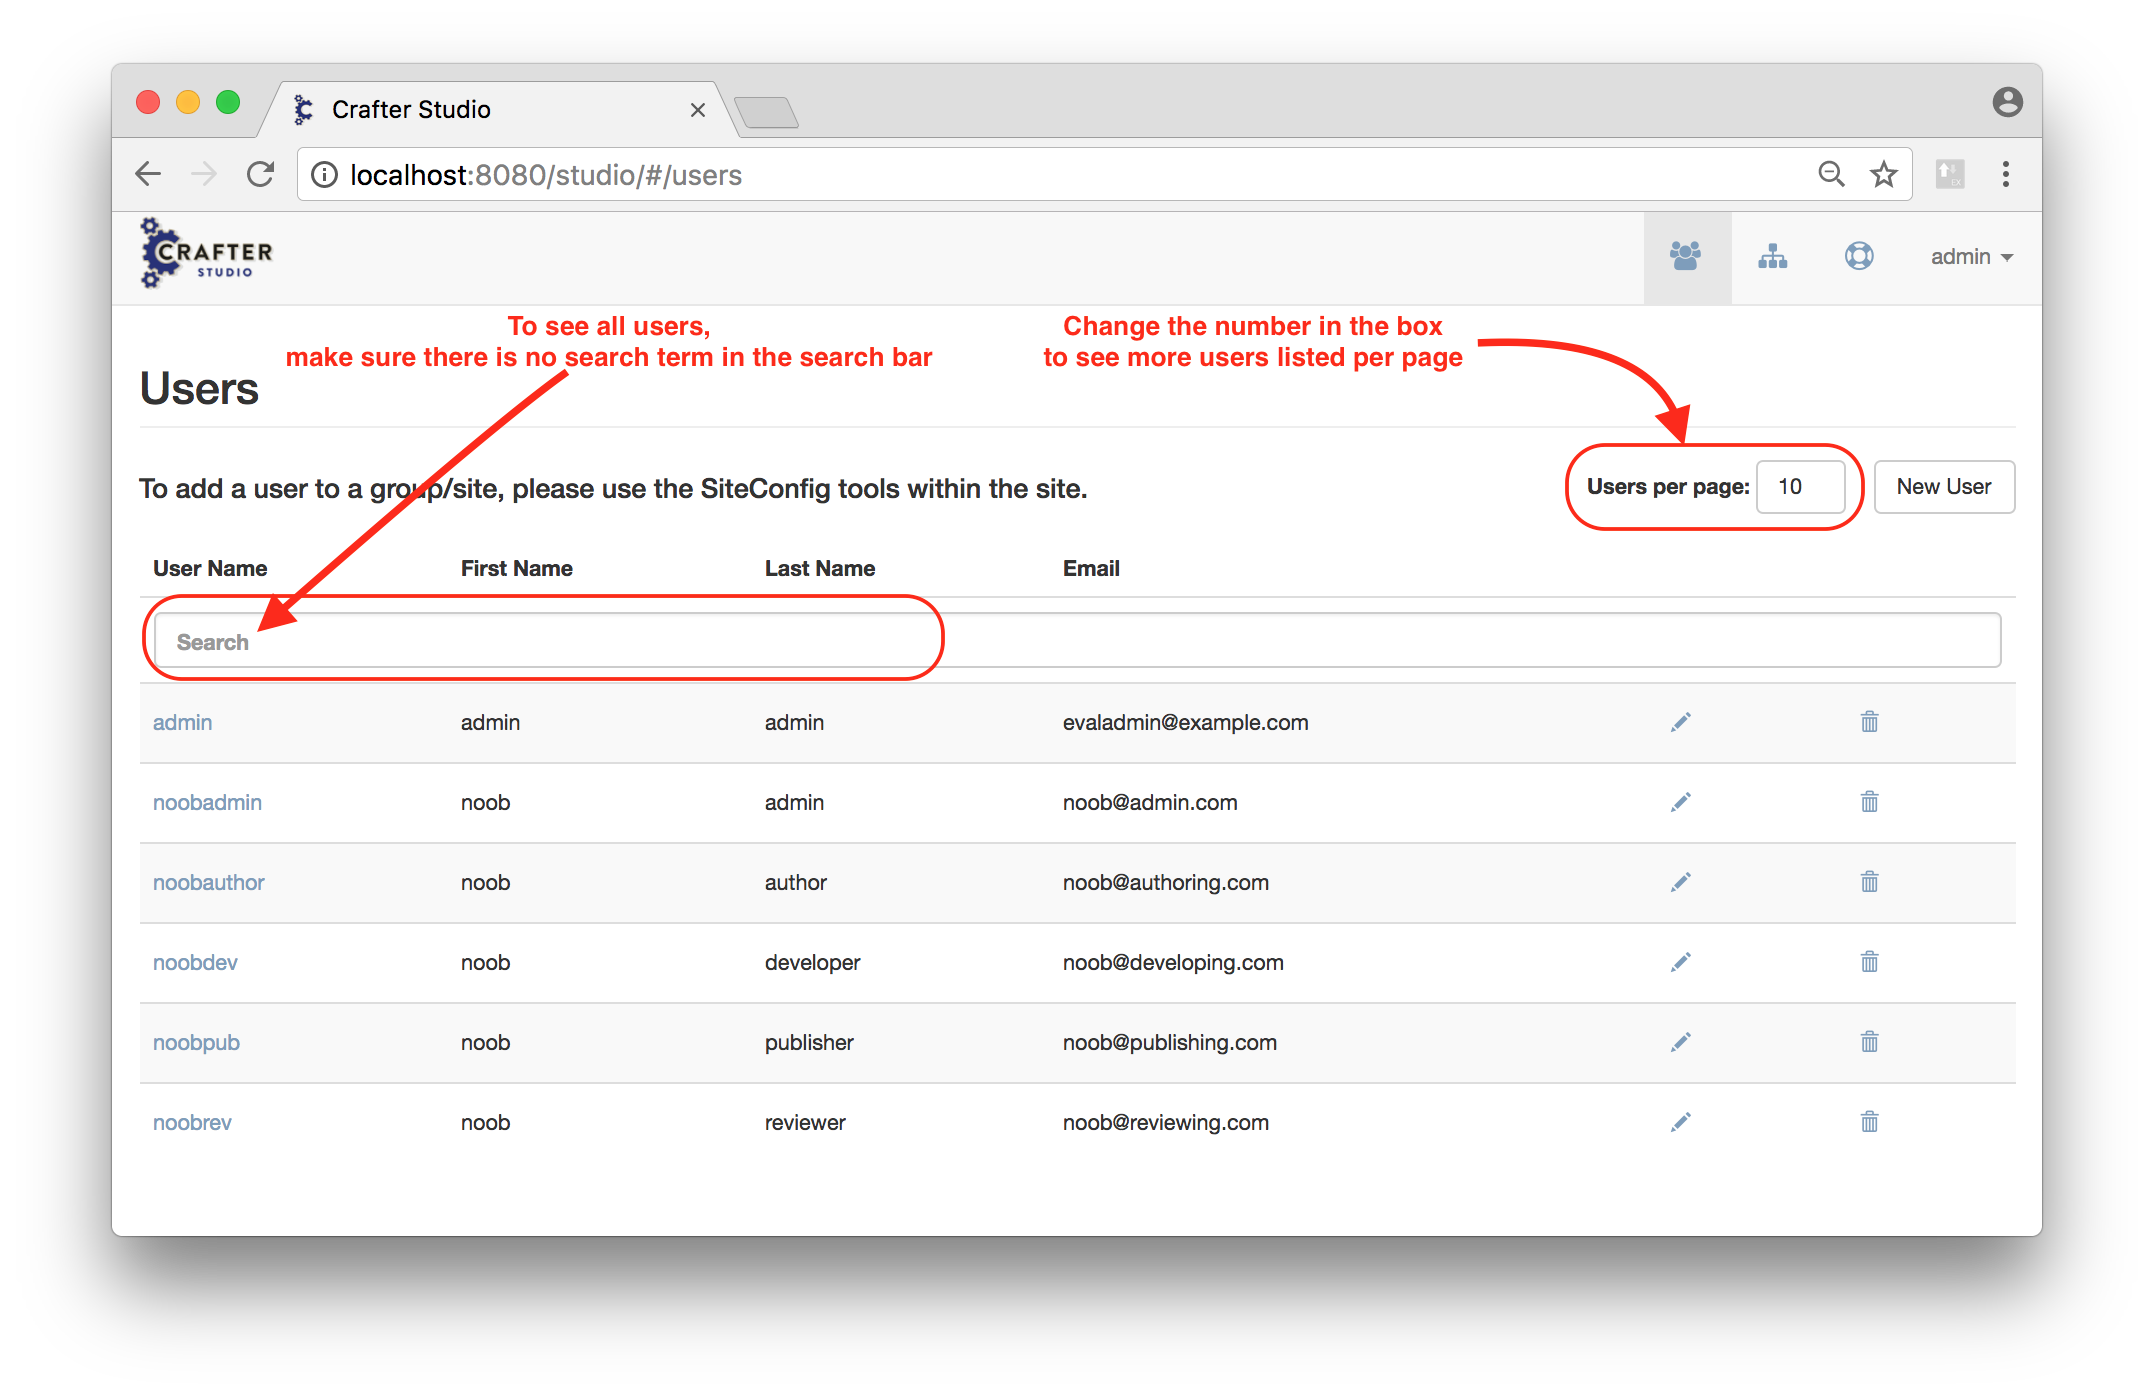 Crafter Studio
localhost:8080/studio/#/users
CRAFTER
STUDIO
admin
To see all users,
make sure there is no search term in the search bar
Change the number in the box
to see more users listed per page
Users
To add a user to a group/site, please use the SiteConfig tools within the site.
Users per page: 10 New User
User Name First Name Last Name Email
Search
admin admin admin evaladmin@example.com
noobadmin noob admin noob@admin.com
noobauthor noob author noob@authoring.com
noobdev noob developer noob@developing.com
noobpub noob publisher noob@publishing.com
noobrev noob reviewer noob@reviewing.com